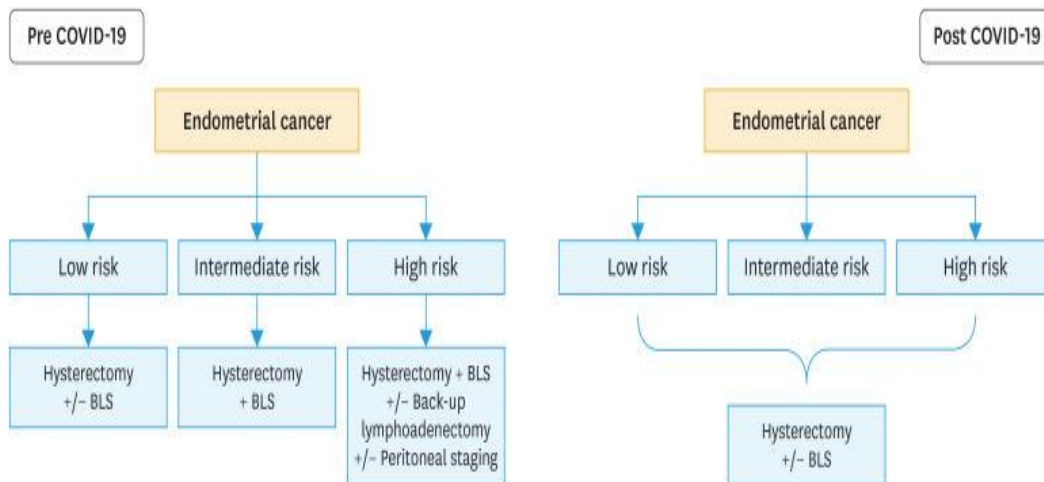 Pre COVID-19
Post COVID-19
Endometrial cancer
Endometrial cancer
Low risk
Intermediate risk
High risk
Low risk
Intermediate risk
High risk
Hysterectomy
+/− BLS
Hysterectomy
+ BLS
Hysterectomy + BLS
+/− Back-up
lymphoadenectomy
+/− Peritoneal staging
Hysterectomy
+/− BLS